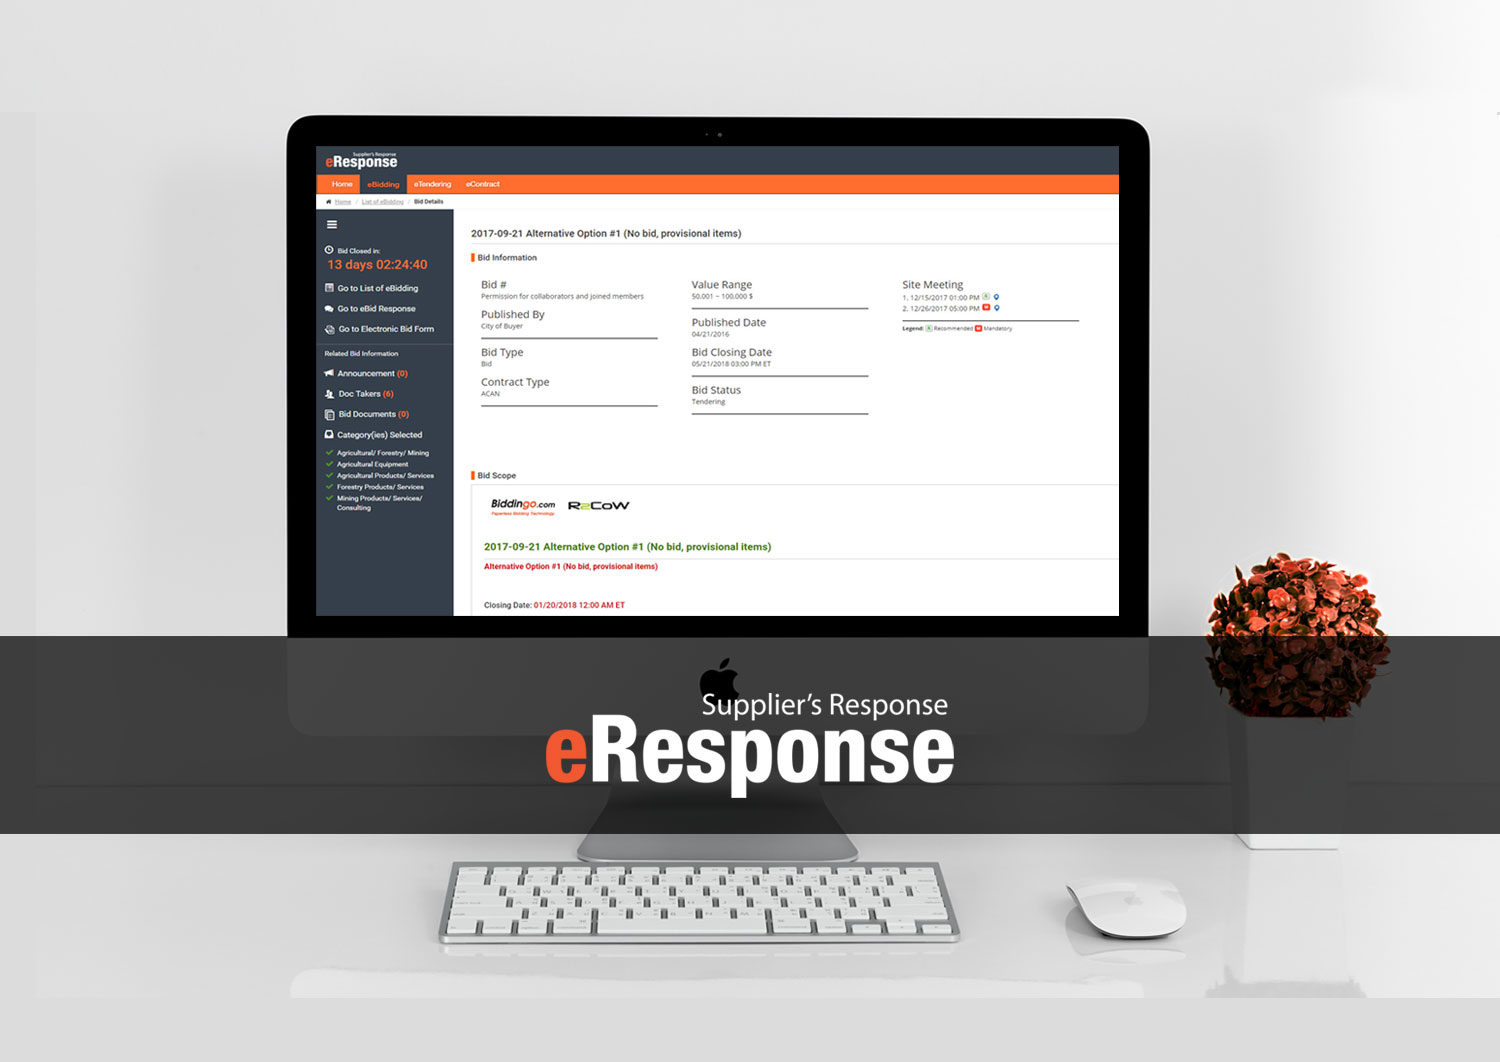 Supplier's Response
eResponse
Home eBidding eTendering eContract
Home / List of eBidding / Bid Details
Bid Closed in:
13 days 02:24:40
Go to List of eBidding
Go to eBid Response
Go to Electronic Bid Form
Related Bid Information
Announcement (0)
Doc Takers (6)
Bid Documents (0)
Category(ies) Selected
Agricultural/ Forestry/ Mining
Agricultural Equipment
Agricultural Products/ Services
Forestry Products/ Services
Mining Products/ Services/
Consulting
2017-09-21 Alternative Option #1 (No bid, provisional items)
Bid Information
Bid #
Permission for collaborators and joined members
Published By
City of Buyer
Bid Type
Bid
Contract Type
ACAN
Value Range
50,001 ~ 100,000 $
Published Date
04/21/2016
Bid Closing Date
05/21/2018 03:00 PM ET
Bid Status
Tendering
Site Meeting
1. 12/15/2017 01:00 PM
2. 12/26/2017 05:00 PM M
Legend: Recommended M Mandatory
Bid Scope
Biddingo.com R2CoW
Paperless Bidding Technology
2017-09-21 Alternative Option #1 (No bid, provisional items)
Alternative Option #1 (No bid, provisional items)
Closing Date: 01/20/2018 12:00 AM ET
Supplier's Response
eResponse